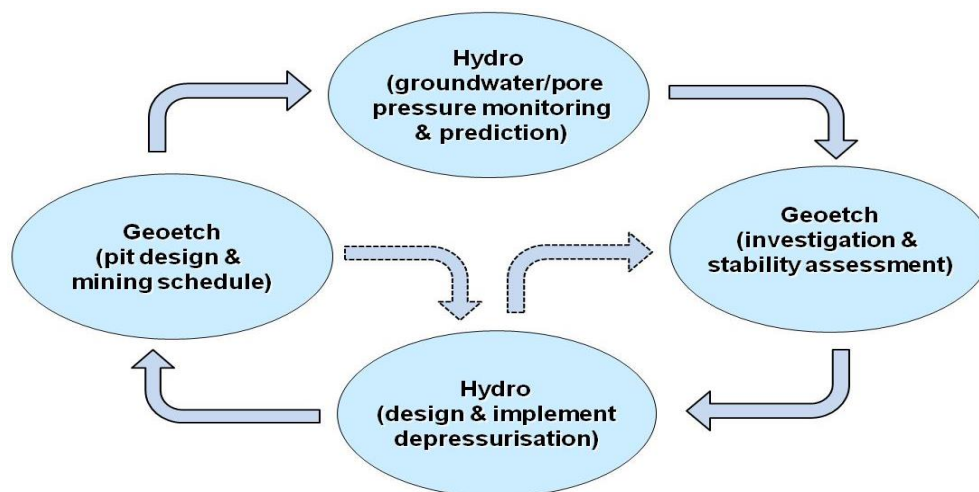 Hydro
(groundwater/pore
pressure monitoring
& prediction)
Geoetch
(pit design &
mining schedule)
Geoetch
(investigation &
stability assessment)
Hydro
(design & implement
depressurisation)